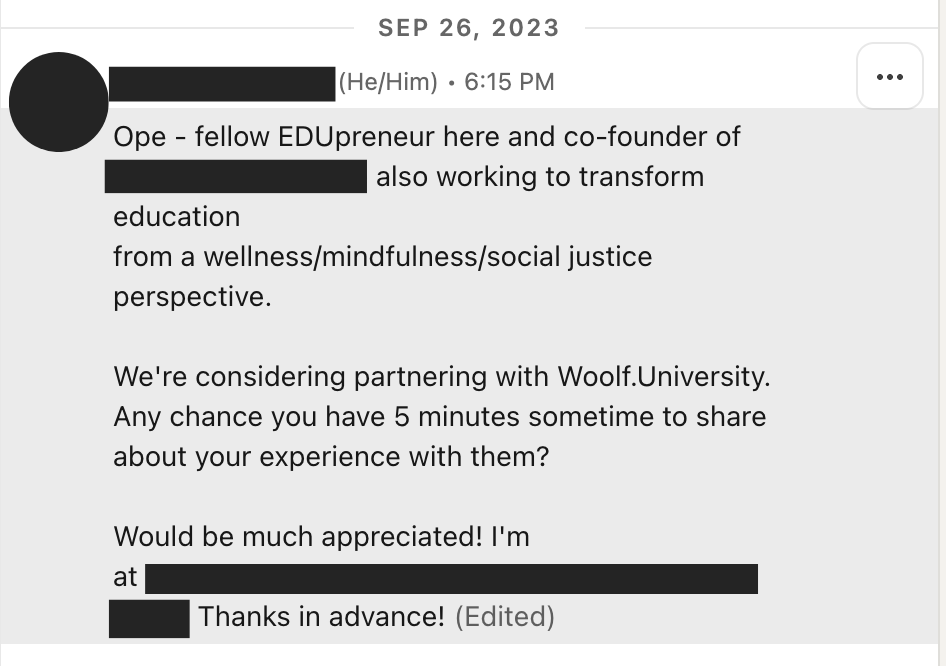 SEP 26, 2023
(He/Him) • 6:15 PM
Ope - fellow EDUpreneur here and co-founder of
also working to transform
education
from a wellness/mindfulness/social justice
perspective.
We're considering partnering with Woolf.University.
Any chance you have 5 minutes sometime to share
about your experience with them?
Would be much appreciated! I'm
at
Thanks in advance! (Edited)